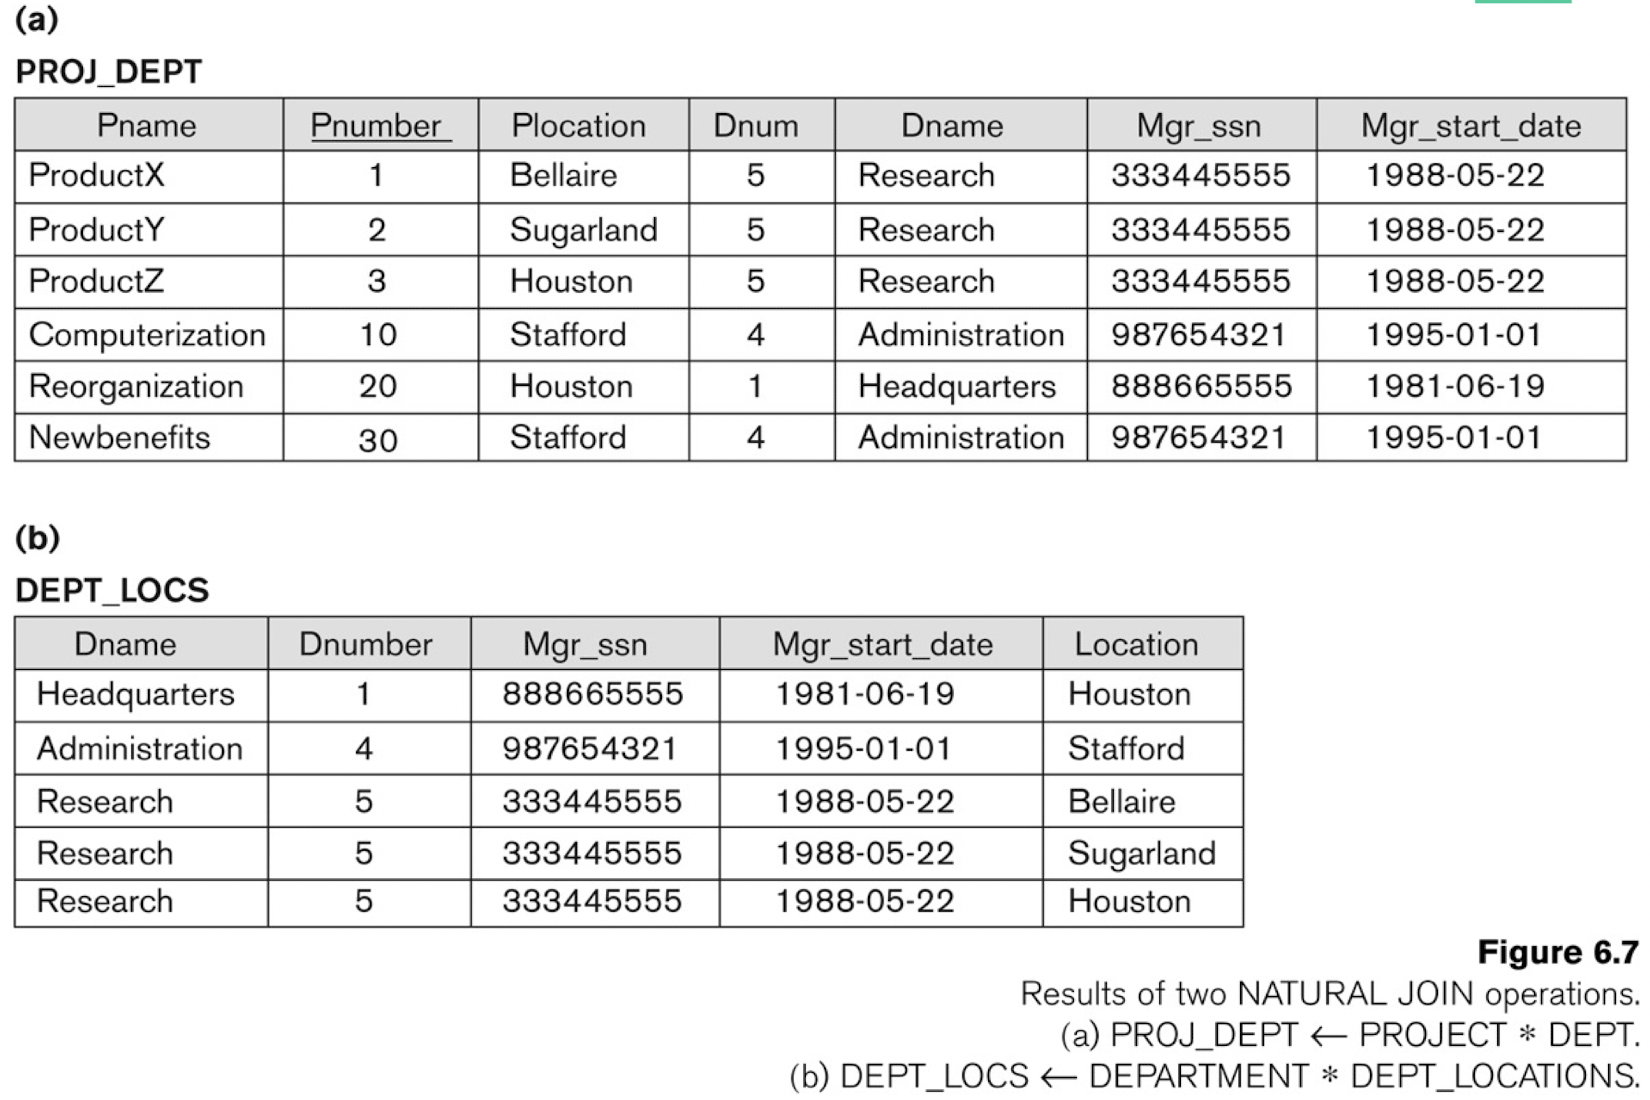 (a)
PROJ_DEPT
Pname Pnumber Plocation Dnum Dname Mgr_ssn Mgr_start_date
ProductX 1 Bellaire 5 Research 333445555 1988-05-22
ProductY 2 Sugarland 5 Research 333445555 1988-05-22
ProductZ 3 Houston 5 Research 333445555 1988-05-22
Computerization 10 Stafford 4 Administration 987654321 1995-01-01
Reorganization 20 Houston 1 Headquarters 888665555 1981-06-19
Newbenefits 30 Stafford 4 Administration 987654321 1995-01-01
(b)
DEPT_LOCS
Dname Dnumber Mgr_ssn Mgr_start_date Location
Headquarters 1 888665555 1981-06-19 Houston
Administration 4 987654321 1995-01-01 Stafford
Research 5 333445555 1988-05-22 Bellaire
Research 5 333445555 1988-05-22 Sugarland
Research 5 333445555 1988-05-22 Houston
Figure 6.7
Results of two NATURAL JOIN operations.
(a) PROJ_DEPT ← PROJECT * DEPT.
(b) DEPT_LOCS ← DEPARTMENT * DEPT_LOCATIONS.